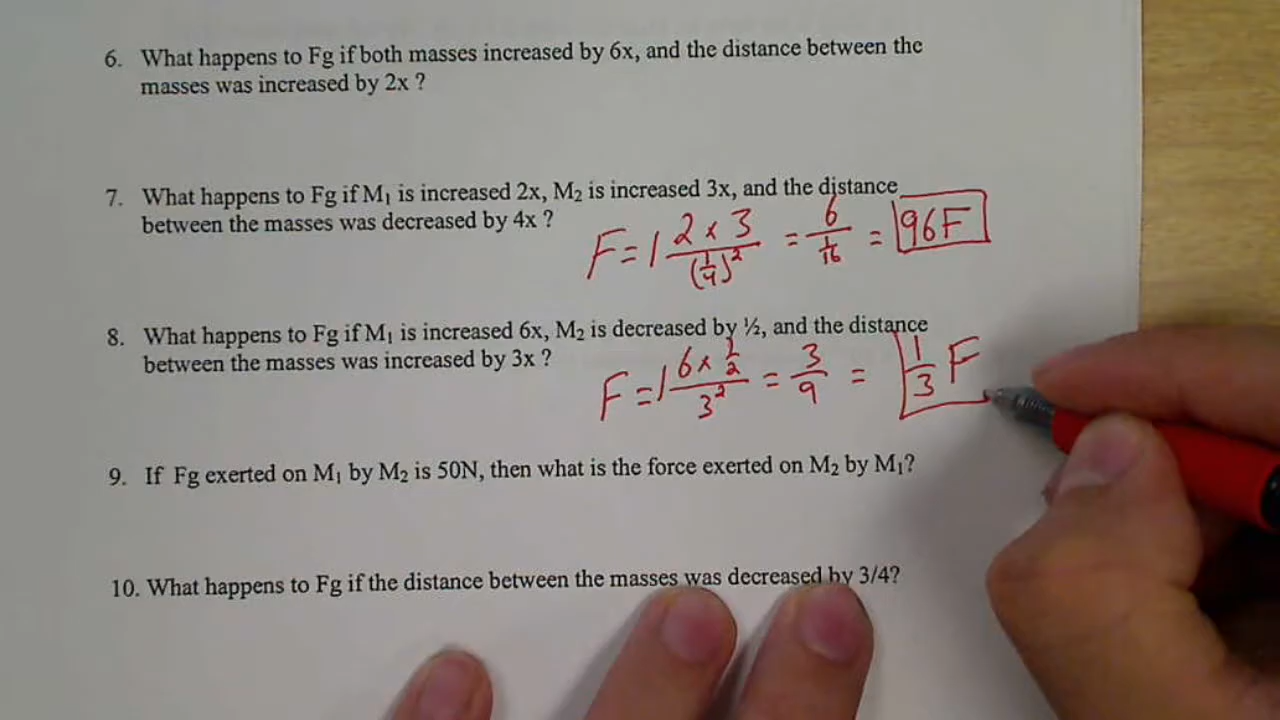 6. What happens to Fg if both masses increased by 6x, and the distance between the
masses was increased by 2x ?
7. What happens to Fg if M₁ is increased 2x, M₂ is increased 3x, and the distance
between the masses was decreased by 4x ?
F = 1 (2 x 3)/(1/4)² = 6/(1/16) = 96F
8. What happens to Fg if M₁ is increased 6x, M₂ is decreased by ½, and the distance
between the masses was increased by 3x ?
F = 1 (6 x 1/2)/3² = 3/9 = 1/3 F
9. If Fg exerted on M₁ by M₂ is 50N, then what is the force exerted on M₂ by M₁?
10. What happens to Fg if the distance between the masses was decreased by 3/4?